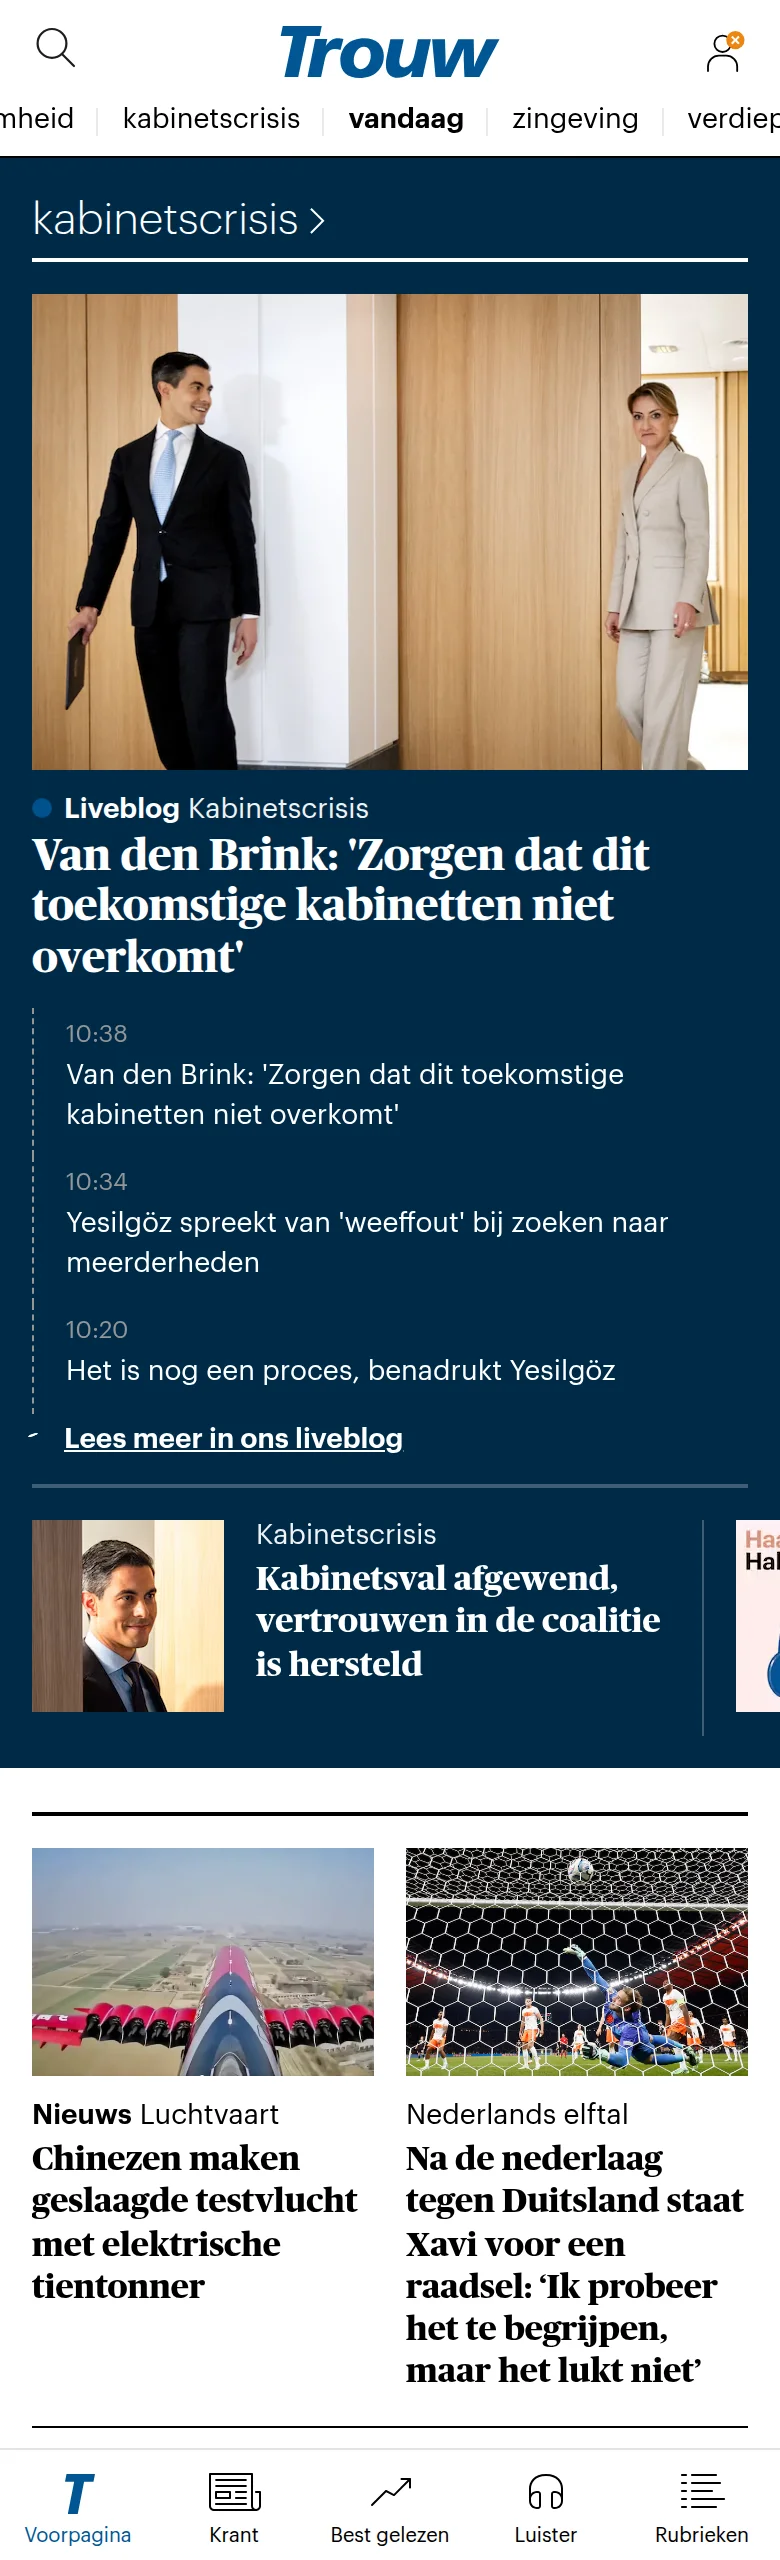 Trouw
mheid
kabinetscrisis
vandaag
zingeving
verdiep
kabinetscrisis
Liveblog Kabinetscrisis
Van den Brink: 'Zorgen dat dit
toekomstige kabinetten niet
overkomt'
10:38
Van den Brink: 'Zorgen dat dit toekomstige
kabinetten niet overkomt'
10:34
Yesilgöz spreekt van 'weeffout' bij zoeken naar
meerderheden
10:20
Het is nog een proces, benadrukt Yesilgöz
Lees meer in ons liveblog
Kabinetscrisis
Kabinetsval afgewend,
vertrouwen in de coalitie
is hersteld
Haa
Hal
Nieuws Luchtvaart
Chinezen maken
geslaagde testvlucht
met elektrische
tientonner
Nederlands elftal
Na de nederlaag
tegen Duitsland staat
Xavi voor een
raadsel: ‘Ik probeer
het te begrijpen,
maar het lukt niet’
T
Voorpagina
Krant
Best gelezen
Luister
Rubrieken